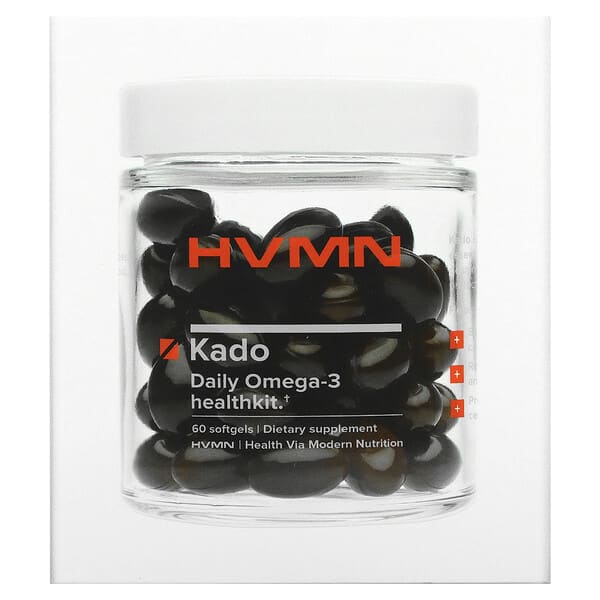 HVMN
Kado
Daily Omega-3
healthkit.†
60 softgels | Dietary supplement
HVMN | Health Via Modern Nutrition